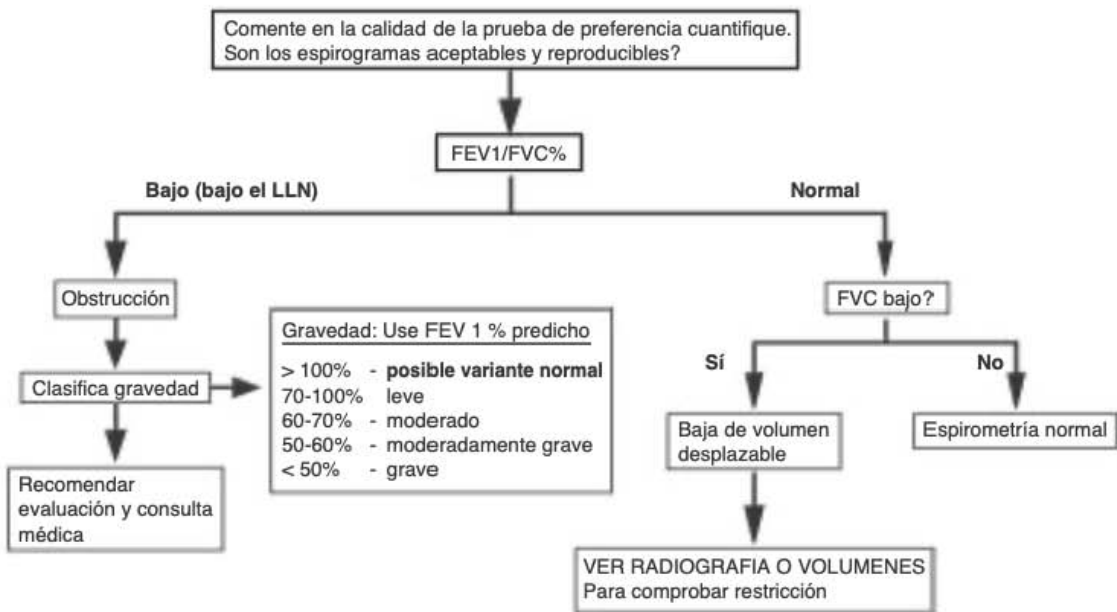 Comente en la calidad de la prueba de preferencia cuantifique.
Son los espirogramas aceptables y reproducibles?
FEV1/FVC%
Bajo (bajo el LLN)
Normal
Obstrucción
FVC bajo?
Gravedad: Use FEV 1 % predicho
> 100% - posible variante normal
70-100% leve
60-70% - moderado
50-60% - moderadamente grave
< 50% - grave
Clasifica gravedad
Recomendar
evaluación y consulta
médica
Sí
No
Baja de volumen
desplazable
Espirometría normal
VER RADIOGRAFIA O VOLUMENES
Para comprobar restricción